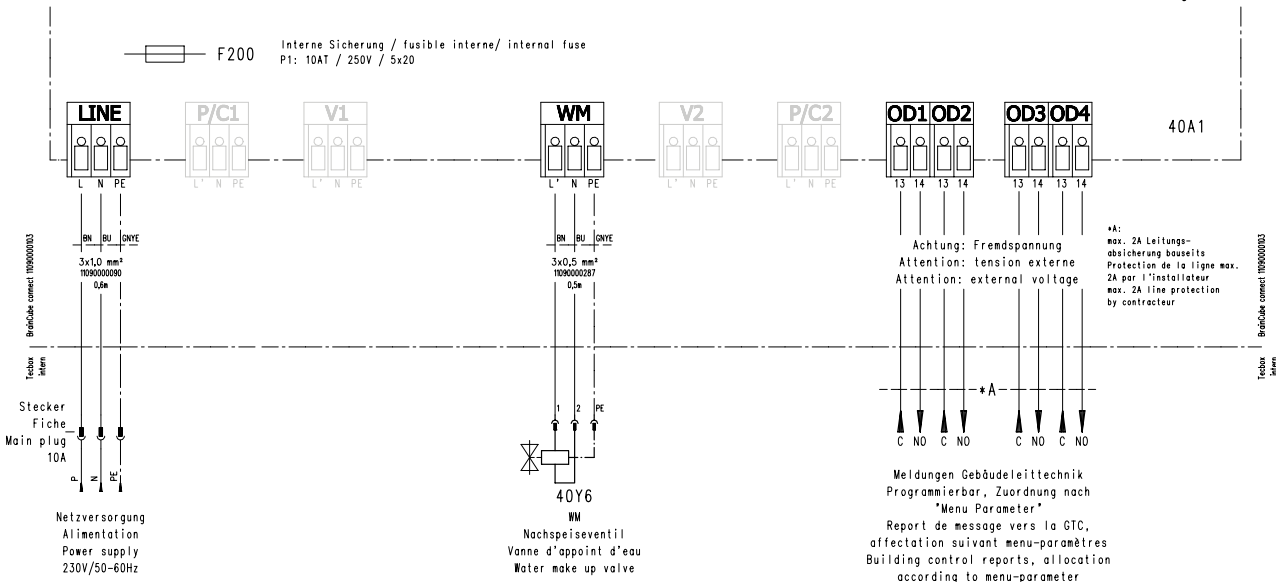 F200
Interne Sicherung / fusible interne/ internal fuse
P1: 10AT / 250V / 5x20
LINE
P/C1
V1
WM
V2
P/C2
OD1 OD2
OD3 OD4
40A1
L N PE
L' N PE
L' N PE
L' N PE
L' N PE
L' N PE
13 14 13 14
13 14 13 14
BN BU GNYE
3x1,0 mm²
11090000090
0,6m
BN BU GNYE
3x0,5 mm²
11090000287
0,5m
Achtung: Fremdspannung
Attention: tension externe
Attention: external voltage
*A:
max. 2A Leitungs-
absicherung bauseits
Protection de la ligne max.
2A par l'installateur
max. 2A line protection
by contracteur
BrainCube connect 11090000103
Tecbox
intern
BrainCube connect 11090000103
Tecbox
intern
Stecker
Fiche
Main plug
10A
P N PE
Netzversorgung
Alimentation
Power supply
230V/50-60Hz
1 2 PE
40Y6
WM
Nachspeiseventil
Vanne d'appoint d'eau
Water make up valve
*A
C NO C NO
C NO C NO
Meldungen Gebäudeleittechnik
Programmierbar, Zuordnung nach
"Menu Parameter"
Report de message vers la GTC,
affectation suivant menu-paramètres
Building control reports, allocation
according to menu-parameter